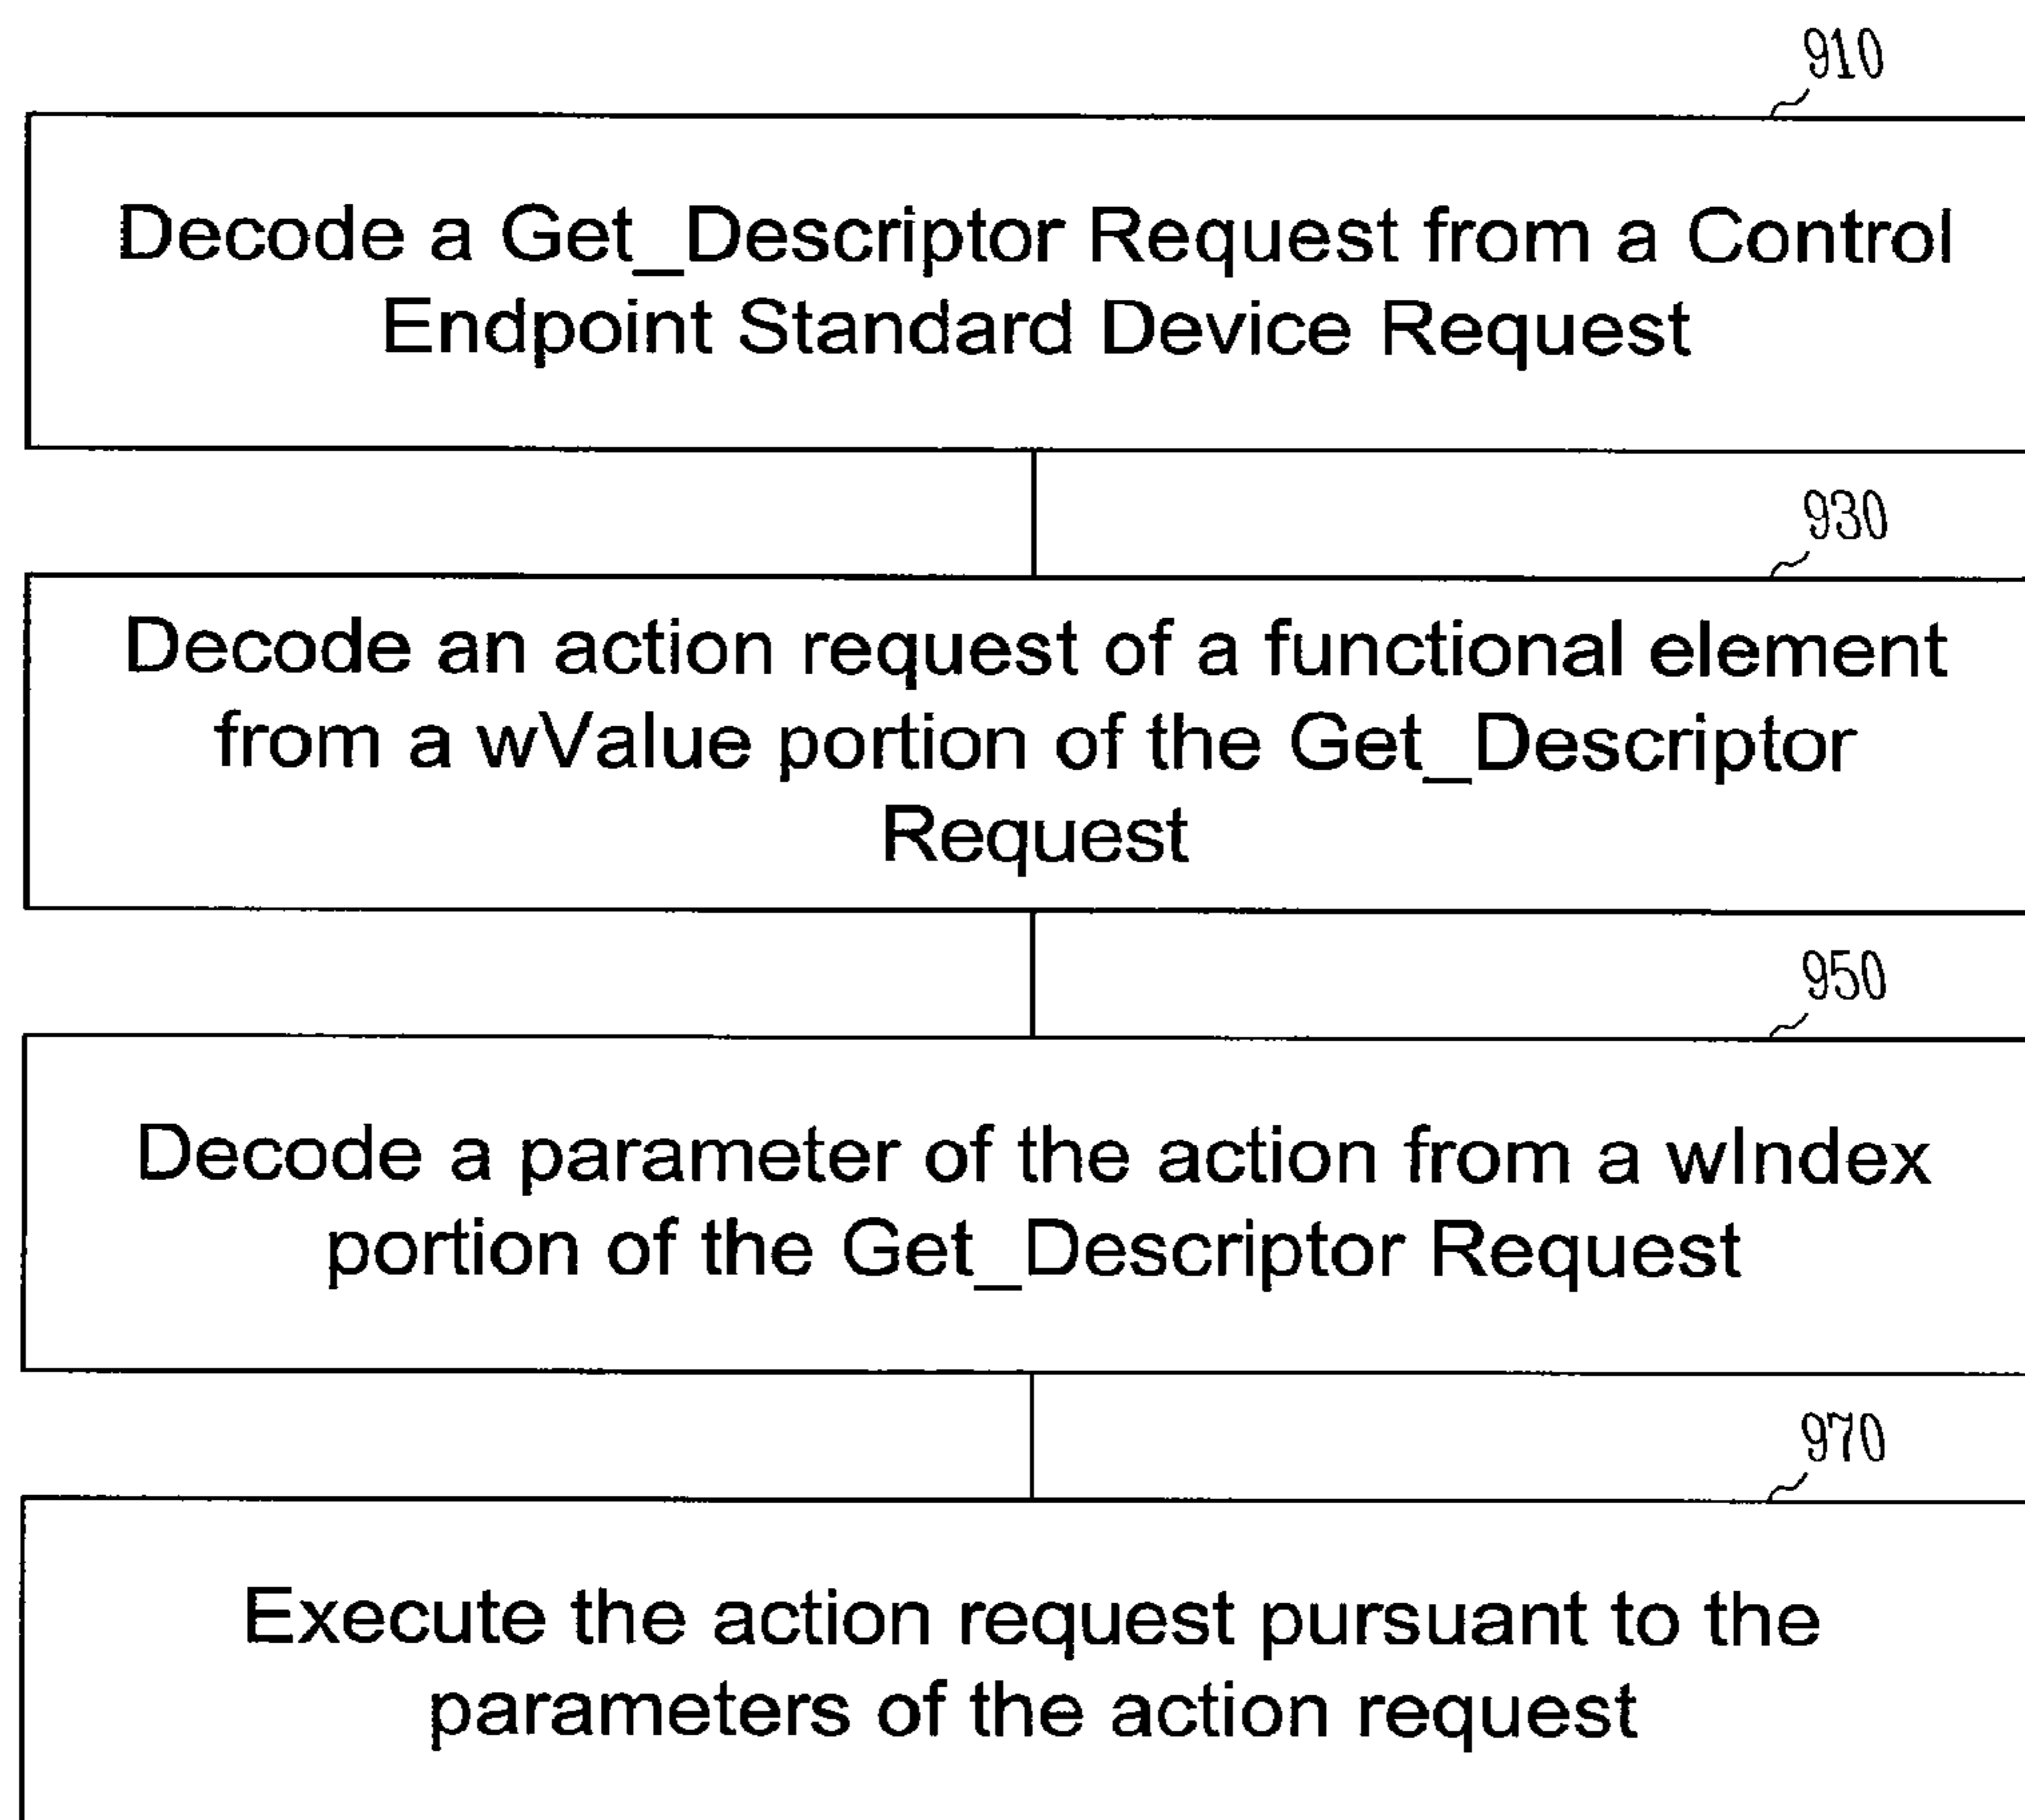 910
Decode a Get_Descriptor Request from a Control
Endpoint Standard Device Request
930
Decode an action request of a functional element
from a wValue portion of the Get_Descriptor
Request
950
Decode a parameter of the action from a wIndex
portion of the Get_Descriptor Request
970
Execute the action request pursuant to the
parameters of the action request